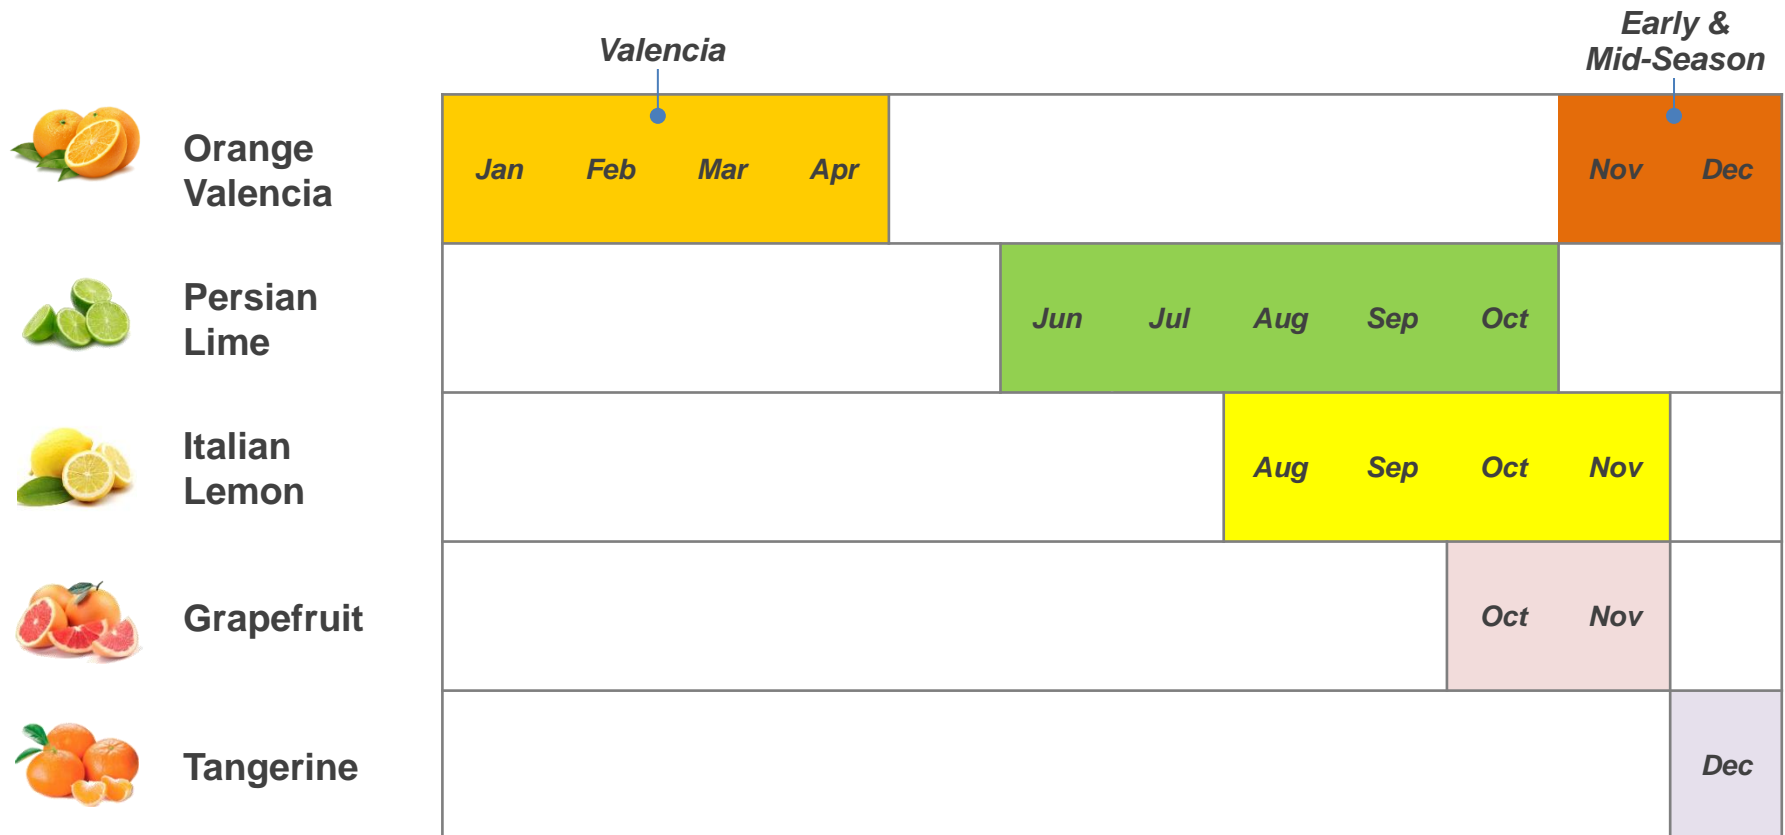 Valencia
Early &
Mid-Season
Orange
Valencia
Jan Feb Mar Apr Nov Dec
Persian
Lime
Jun Jul Aug Sep Oct
Italian
Lemon
Aug Sep Oct Nov
Grapefruit
Oct Nov
Tangerine
Dec